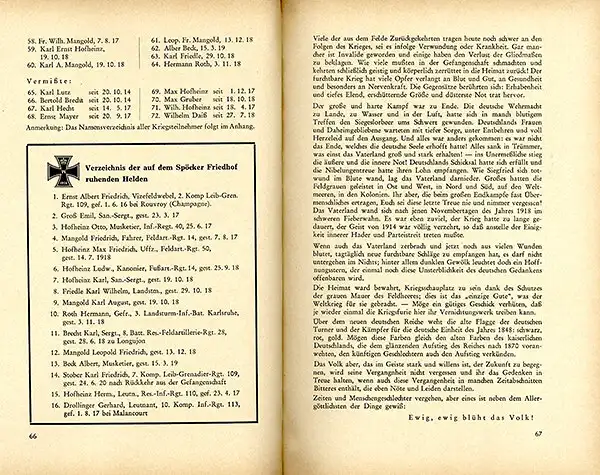 58. Fr. Wilh. Mangold, 7. 8. 17
59. Karl Ernst Hofheinz,
19. 10. 18
60. Karl A. Mangold, 19. 10. 18
61. Leop. Fr. Mangold, 13. 12. 18
62. Alber Beck, 15. 3. 19
63. Karl Friedle, 29. 10. 18
64. Hermann Roth, 3. 11. 18
Vermißte:
65. Karl Lutz seit 20. 10. 14
66. Bertold Breda seit 20. 10. 14
67. Karl Hecht seit 14. 5. 17
68. Ernst Mayer seit 20. 9. 17
69. Max Hofheinz seit 1. 12. 17
70. Max Gruber seit 18. 10. 18
71. Wilh. Hofheinz seit 18. 4. 17
72. Wilhelm Daiß seit 27. 7. 18
Anmerkung: Das Namensverzeichnis aller Kriegsteilnehmer folgt im Anhang.
Verzeichnis der auf dem Spöcker Friedhof
ruhenden Helden
1. Ernst Albert Friedrich, Vizefeldwebel, 2. Komp Leib-Gren.
Rgt. 109, gef. 1. 6. 16 bei Rouvroy (Champagne).
2. Groß Emil, San.-Sergt., gest. 23. 3. 17
3. Hofheinz Otto, Musketier, Inf.-Regt. 40, 25. 6. 17
4. Mangold Friedrich, Fahrer, Feldart.-Rgt. 14, gest. 7. 8. 17
5. Hofheinz Max Friedrich, Uffz., Feldart.-Rgt. 50,
gest. 14. 7. 1918
6. Hofheinz Ludw., Kanonier, Fußart.-Rgt. 14, gest. 25. 9. 18
7. Hofheinz Karl, San.-Sergt., gest. 19. 10. 18
8. Friedle Karl Wilhelm, Landstm., gest. 29. 10. 18
9. Mangold Karl August, gest. 19. 10. 18
10. Roth Hermann, Gefr., 3. Landsturm-Inf.-Bat. Karlsruhe,
gest. 3. 11. 18
11. Brecht Karl, Sergt., 8, Batt. Res.-Feldartillerie-Rgt. 28,
gest. 28. 6. 18 zu Longujon
12. Mangold Leopold Friedrich, gest. 13. 12. 18
13. Beck Albert, Musketier, gest. 15. 3. 19
14. Stober Karl Friedrich, 7. Komp. Leib-Grenadier-Rgt. 109,
gest. 24. 6. 20 nach Rückkehr aus der Gefangenschaft
15. Hofheinz Herm., Leutn., Res.-Inf.-Rgt. 110, gef. 23. 4. 17
16. Drollinger Gerhard, Leutnant, 10. Komp. Inf.-Rgt. 113,
gef. 1. 8. 17 bei Malancourt
66
Viele der aus dem Felde Zurückgekehrten tragen heute noch schwer an den
Folgen des Krieges, sei es infolge Verwundung oder Krankheit. Gar man-
cher ist Invalide geworden und einige haben den Verlust der Gliedmaßen
zu beklagen. Wie viele mußten in der Gefangenschaft schmachten und
kehrten schließlich geistig und körperlich zerrüttet in die Heimat zurück! Der
furchtbare Krieg hat viele Opfer verlangt an Blut und Gut, an Gesundheit
und besonders an Nervenkraft. Die Gegensätze berührten sich: Erhabenheit
und tiefes Elend, erschütternde Größe und düsterste Not trat hervor.
Der große und harte Kampf war zu Ende. Die deutsche Wehrmacht
zu Lande, zu Wasser und in der Luft, hatte sich in manch blutigem
Treffen den Siegeslorbeer ums Schwert gewunden. Deutschlands Frauen
und Daheimgebliebene warteten mit tiefer Sorge, unter Entbehren und voll
Herzeleid auf den Ausgang. Und alles war anders gekommen: es war nicht
das Ende, welches die deutsche Seele erhofft hatte! Alles sank in Trümmer,
was einst das Vaterland groß und stark erhalten! — ins Unermeßliche stieg
die äußere und die innere Not! Deutschlands Schicksal hatte sich erfüllt und
die Nibelungentreue hatte ihren Lohn empfangen. Wie Siegfried sich tot-
wund im Blute wand, lag das Vaterland darnieder. Großes hatten die
Feldgrauen geleistet in Ost und West, in Nord und Süd, auf den Welt-
meeren, in den Kolonien. Ihr aber, die beim großen Endkampfe fast Über-
menschliches ertragen, Euch sei diese letzte Treue nie und nimmer vergessen!
Das Vaterland wand sich nach jenen Novembertagen des Jahres 1918 im
schweren Fieberwahn. Es war eben zuviel, der Krieg hatte zu lange ge-
dauert, der Geist von 1914 war völlig verzehrt, so daß anstelle der Einig-
keit innerer Hader und Parteistreit treten mußte.
Wenn auch das Vaterland zerbrach und jetzt noch aus vielen Wunden
blutet, tagtäglich neue furchtbare Schläge zu empfangen hat, es darf nicht
untergehen im Nichts; hinter allem dunklen Gewölk leuchtet doch ein Hoff-
nungsstern, der einmal noch diese Unsterblichkeit des deutschen Gedankens
offenbaren wird.
Die Heimat ward bewahrt, Kriegsschauplatz zu sein dank des Schutzes
der grauen Mauer des Feldheeres; dies ist das „einzige Gute“, was der
Weltkrieg für sie gebracht. — Möge ein gütiges Geschick verhüten, daß
je wieder einmal die Kriegsfurie hier ihr Vernichtungswerk treiben kann.
Über dem neuen deutschen Reiche weht die alte Flagge der deutschen
Turner und der Kämpfer für die deutsche Einheit des Jahres 1848: schwarz,
rot, gold. Mögen diese Farben gleich den alten Farben des kaiserlichen
Deutschlands, die dem glänzenden Aufstieg des Reiches nach 1870 voran-
wehten, den künftigen Geschlechtern auch den Aufstieg verkünden.
Das Volk aber, das im Geiste stark und willens ist, der Zukunft zu begeg-
nen, wird seine Vergangenheit nicht vergessen und ihr das Gedenken in
Treue halten, wenn auch diese Vergangenheit in manchen Zeitabschnitten
Bitteres enthält, die eben Nöte und Leiden darstellen.
Zeiten und Menschengeschlechter vergehen, aber eines ist neben dem Aller-
göttlichsten der Dinge gewiß:
Ewig, ewig blüht das Volk!
67